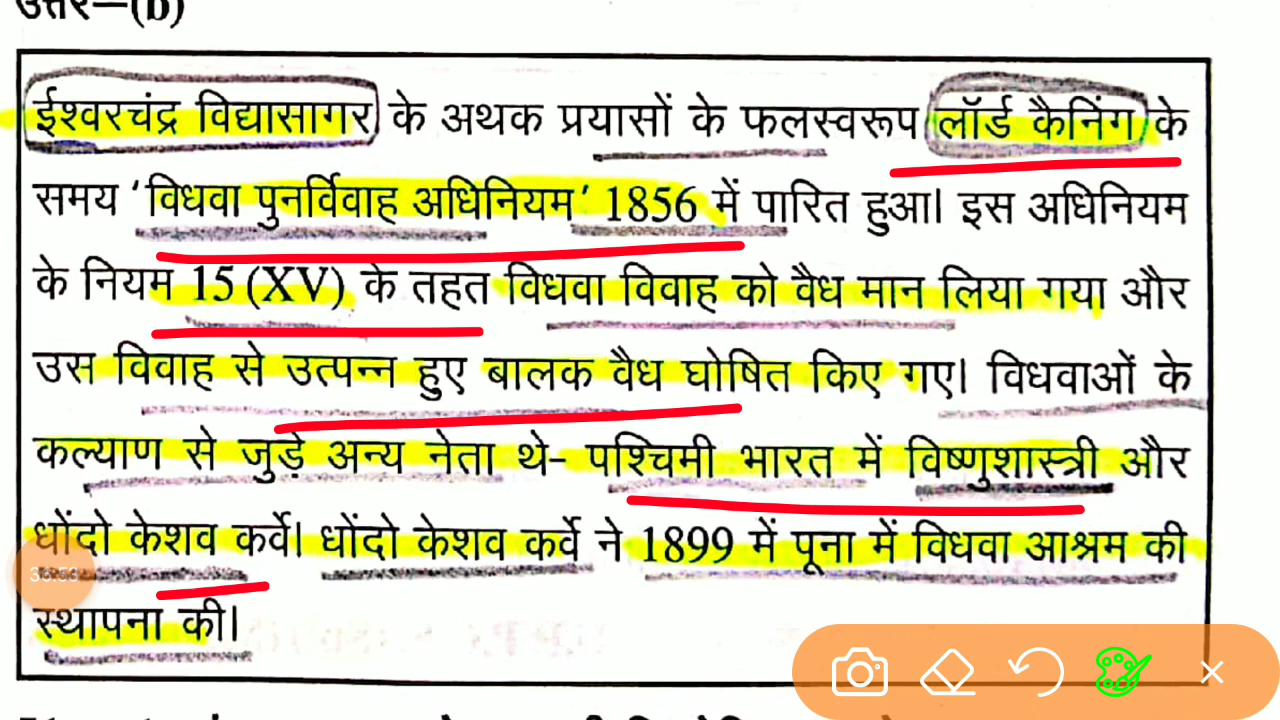 उत्तर—(b)
ईश्वरचंद्र विद्यासागर के अथक प्रयासों के फलस्वरूप लॉर्ड कैनिंग के
समय 'विधवा पुनर्विवाह अधिनियम' 1856 में पारित हुआ। इस अधिनियम
के नियम 15 (XV) के तहत विधवा विवाह को वैध मान लिया गया और
उस विवाह से उत्पन्न हुए बालक वैध घोषित किए गए। विधवाओं के
कल्याण से जुड़े अन्य नेता थे- पश्चिमी भारत में विष्णुशास्त्री और
धोंदो केशव कर्वे। धोंदो केशव कर्वे ने 1899 में पूना में विधवा आश्रम की
स्थापना की।